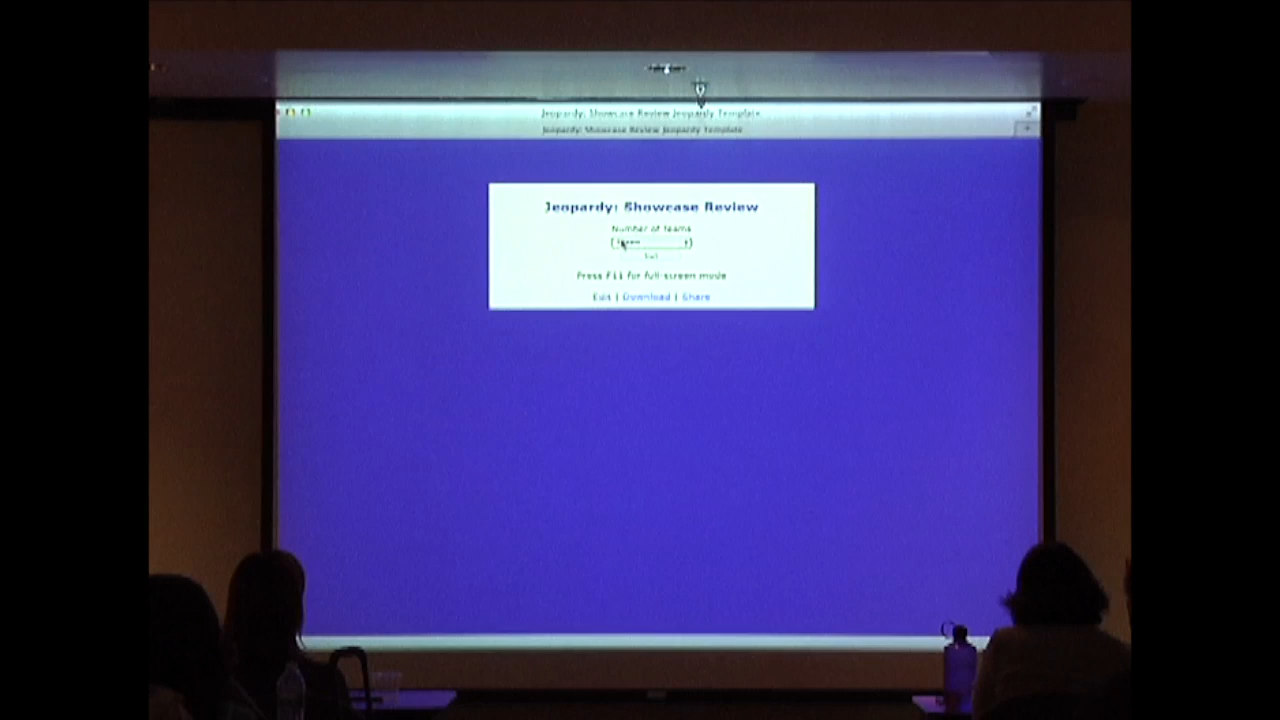 Jeopardy: Showcase Review Jeopardy Template
Jeopardy: Showcase Review Jeopardy Template
Jeopardy: Showcase Review
Number of teams
Press F11 for full-screen mode
Edit | Download | Share